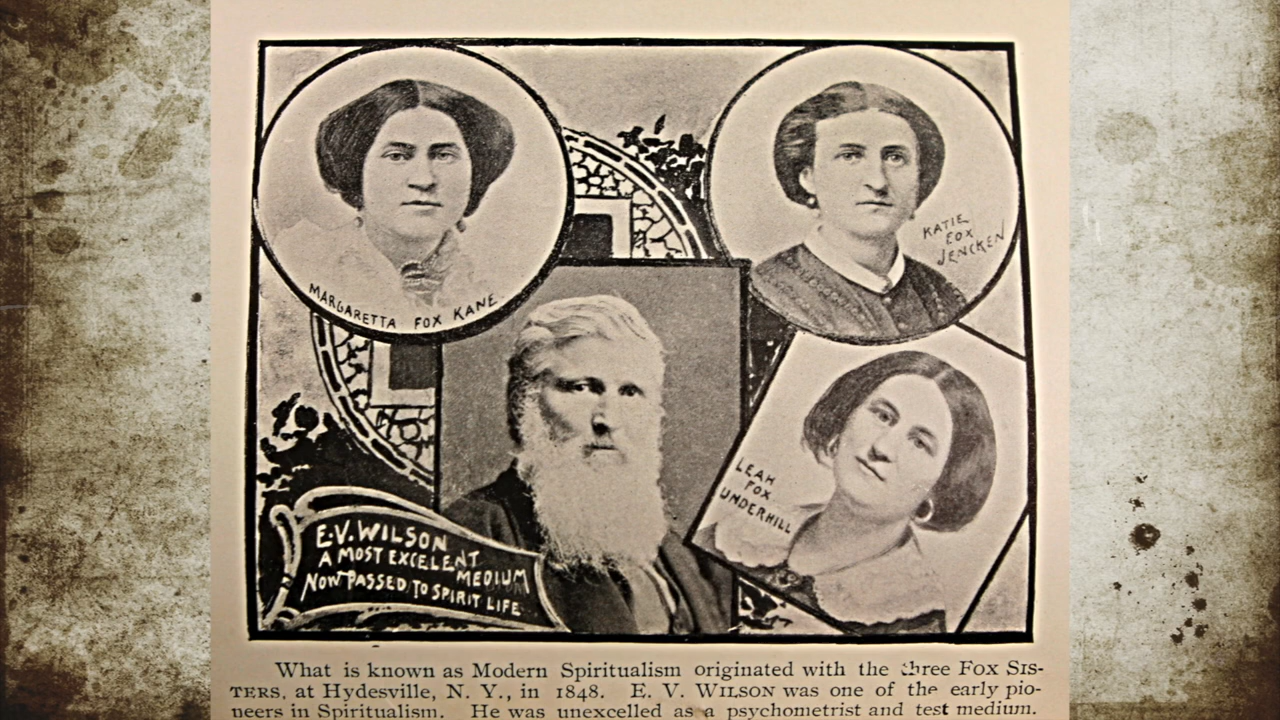 MARGARETTA FOX KANE
KATIE
FOX
JENCKEN
LEAH
FOX
UNDERHILL
E.V. WILSON
A MOST EXCELENT
MEDIUM
NOW PASSED TO SPIRIT LIFE
What is known as Modern Spiritualism originated with the three FOX SIS-
TERS, at Hydesville, N. Y., in 1848. E. V. WILSON was one of the early pio-
neers in Spiritualism. He was unexcelled as a psychometrist and test medium.